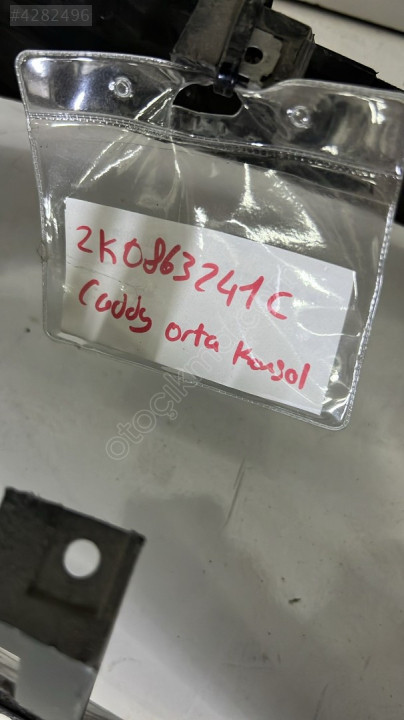 #4282496
2K0863241C
Caddy orta Konsol
otoçıkma